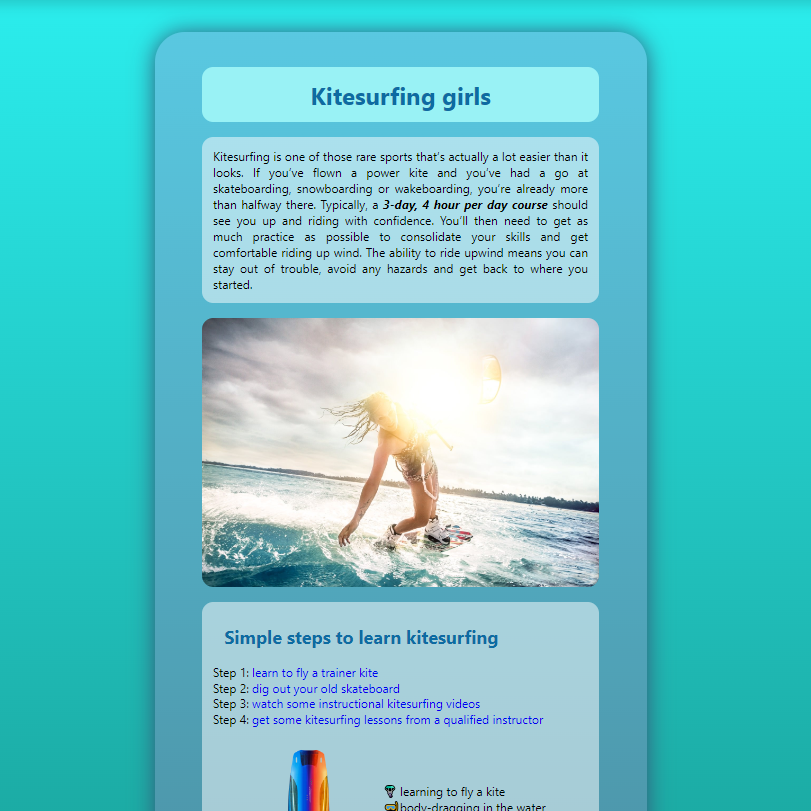 Kitesurfing girls
Kitesurfing is one of those rare sports that's actually a lot easier than it
looks. If you've flown a power kite and you've had a go at
skateboarding, snowboarding or wakeboarding, you're already more
than halfway there. Typically, a 3-day, 4 hour per day course should
see you up and riding with confidence. You'll then need to get as
much practice as possible to consolidate your skills and get
comfortable riding up wind. The ability to ride upwind means you can
stay out of trouble, avoid any hazards and get back to where you
started.
Simple steps to learn kitesurfing
Step 1: learn to fly a trainer kite
Step 2: dig out your old skateboard
Step 3: watch some instructional kitesurfing videos
Step 4: get some kitesurfing lessons from a qualified instructor
learning to fly a kite
body-dragging in the water